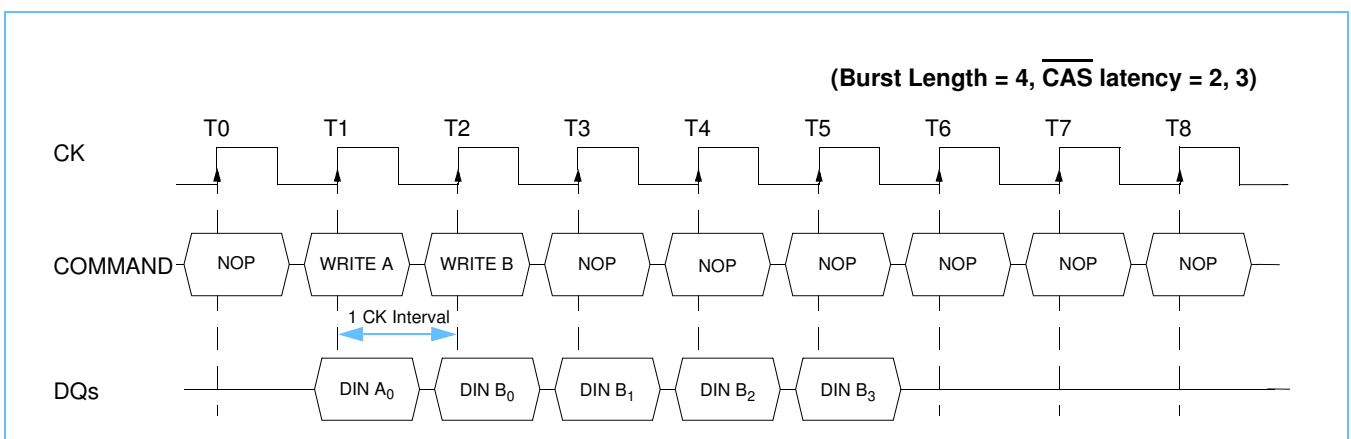 (Burst Length = 4, CAS latency = 2, 3)
T0 T1 T2 T3 T4 T5 T6 T7 T8
CK
COMMAND NOP WRITE A WRITE B NOP NOP NOP NOP NOP NOP
1 CK Interval
DQs DIN A0 DIN B0 DIN B1 DIN B2 DIN B3